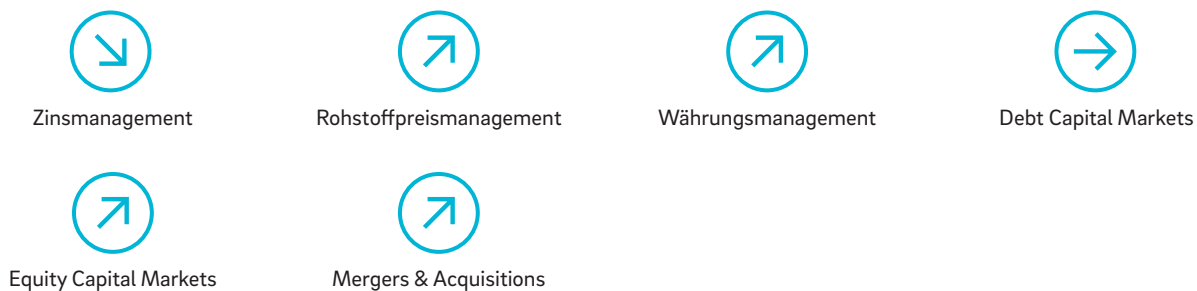 Zinsmanagement
Rohstoffpreismanagement
Währungsmanagement
Debt Capital Markets
Equity Capital Markets
Mergers & Acquisitions